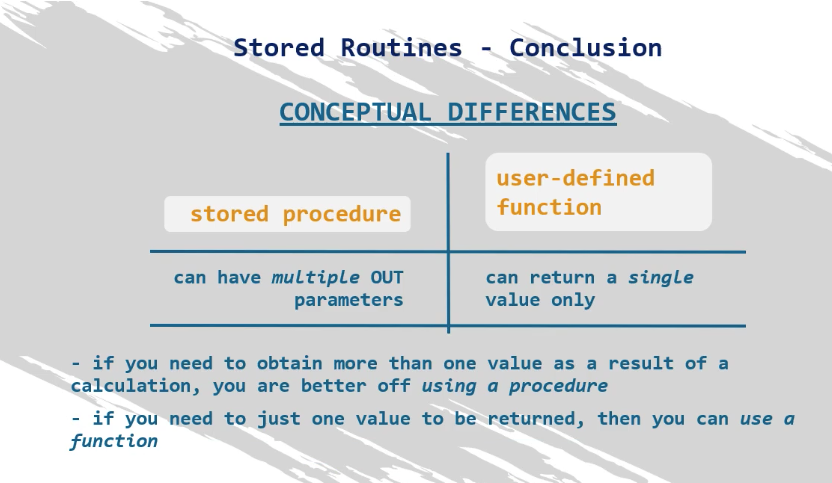 Stored Routines - Conclusion
CONCEPTUAL DIFFERENCES
stored procedure
user-defined
function
can have multiple OUT
parameters
can return a single
value only
- if you need to obtain more than one value as a result of a
calculation, you are better off using a procedure
- if you need to just one value to be returned, then you can use a
function